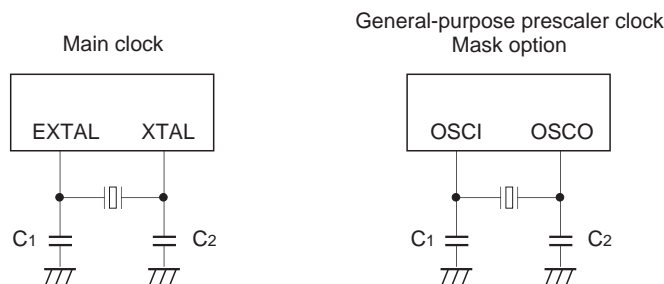 Main clock
EXTAL XTAL
C1 C2
General-purpose prescaler clock
Mask option
OSCI OSCO
C1 C2